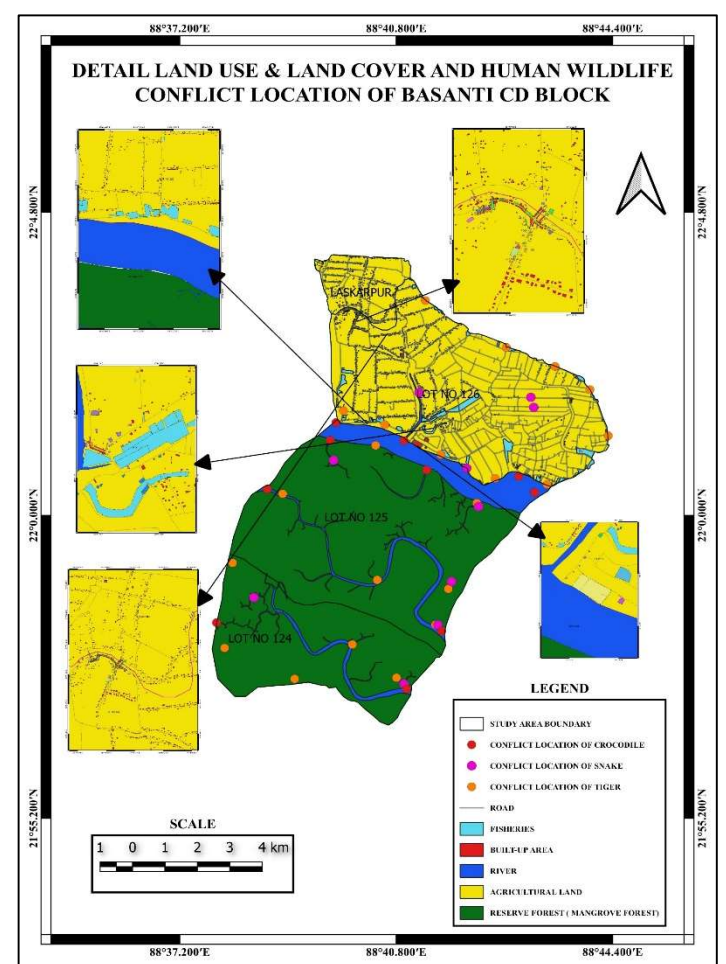 88°37.200′E 88°40.800′E 88°44.400′E
DETAIL LAND USE & LAND COVER AND HUMAN WILDLIFE
CONFLICT LOCATION OF BASANTI CD BLOCK
22°4.800′N 22°4.800′N
LASKARPUR
LOT NO 126
22°0.000′N 22°0.000′N
LOT NO 125
LOT NO 124
LEGEND
STUDY AREA BOUNDARY
CONFLICT LOCATION OF CROCODILE
CONFLICT LOCATION OF SNAKE
CONFLICT LOCATION OF TIGER
ROAD
FISHERIES
BUILT-UP AREA
RIVER
AGRICULTURAL LAND
RESERVE FOREST ( MANGROVE FOREST)
21°55.200′N 21°55.200′N
SCALE
1 0 1 2 3 4 km
88°37.200′E 88°40.800′E 88°44.400′E